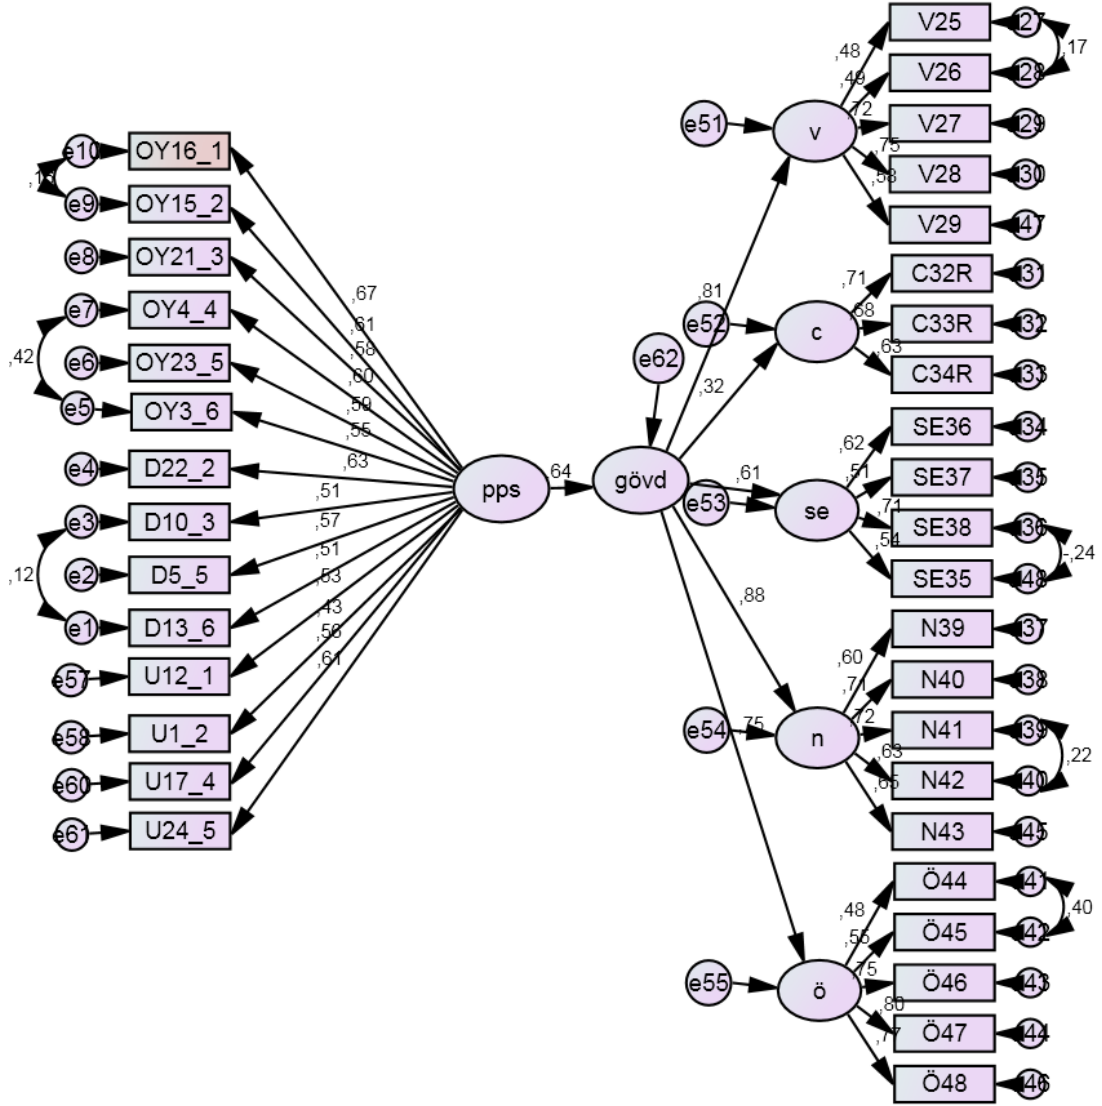 e10
OY16_1
e9
OY15_2
e8
OY21_3
e7
OY4_4
,42
e6
OY23_5
e5
OY3_6
e4
D22_2
e3
D10_3
,12
e2
D5_5
e1
D13_6
e57
U12_1
e58
U1_2
e60
U17_4
e61
U24_5
,67
,61
,58
,60
,59
,55
,63
,51
,57
,51
,53
,43
,56
,61
pps
64
gövd
e62
,81
,32
,61
,88
,75
e51
v
,48
,49
,72
,75
,58
V25
V26
V27
V28
V29
,17
e52
c
,71
,68
,63
C32R
C33R
C34R
e53
se
,62
,51
,71
,54
SE36
SE37
SE38
SE35
-,24
e54
n
,60
,71
,72
,63
,65
N39
N40
N41
N42
N43
,22
e55
ö
,48
,55
,75
,80
,77
Ö44
Ö45
Ö46
Ö47
Ö48
,40